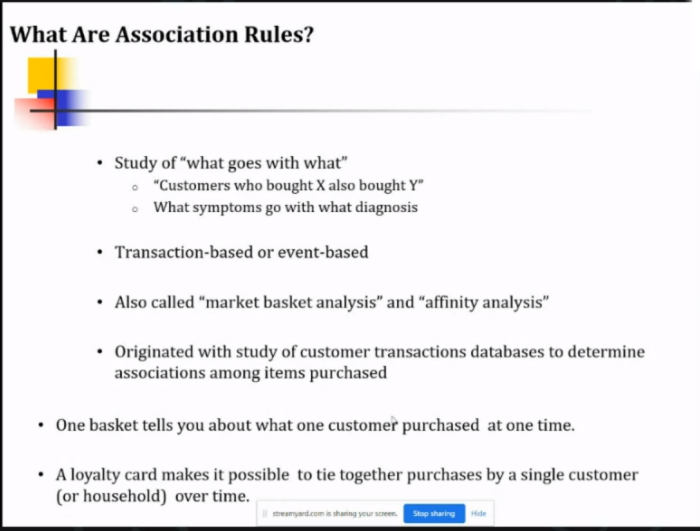 What Are Association Rules?
• Study of “what goes with what”
o “Customers who bought X also bought Y”
o What symptoms go with what diagnosis
• Transaction-based or event-based
• Also called “market basket analysis” and “affinity analysis”
• Originated with study of customer transactions databases to determine
associations among items purchased
• One basket tells you about what one customer purchased at one time.
• A loyalty card makes it possible to tie together purchases by a single customer
(or household) over time.
streamyard.com is sharing your screen. Stop sharing Hide